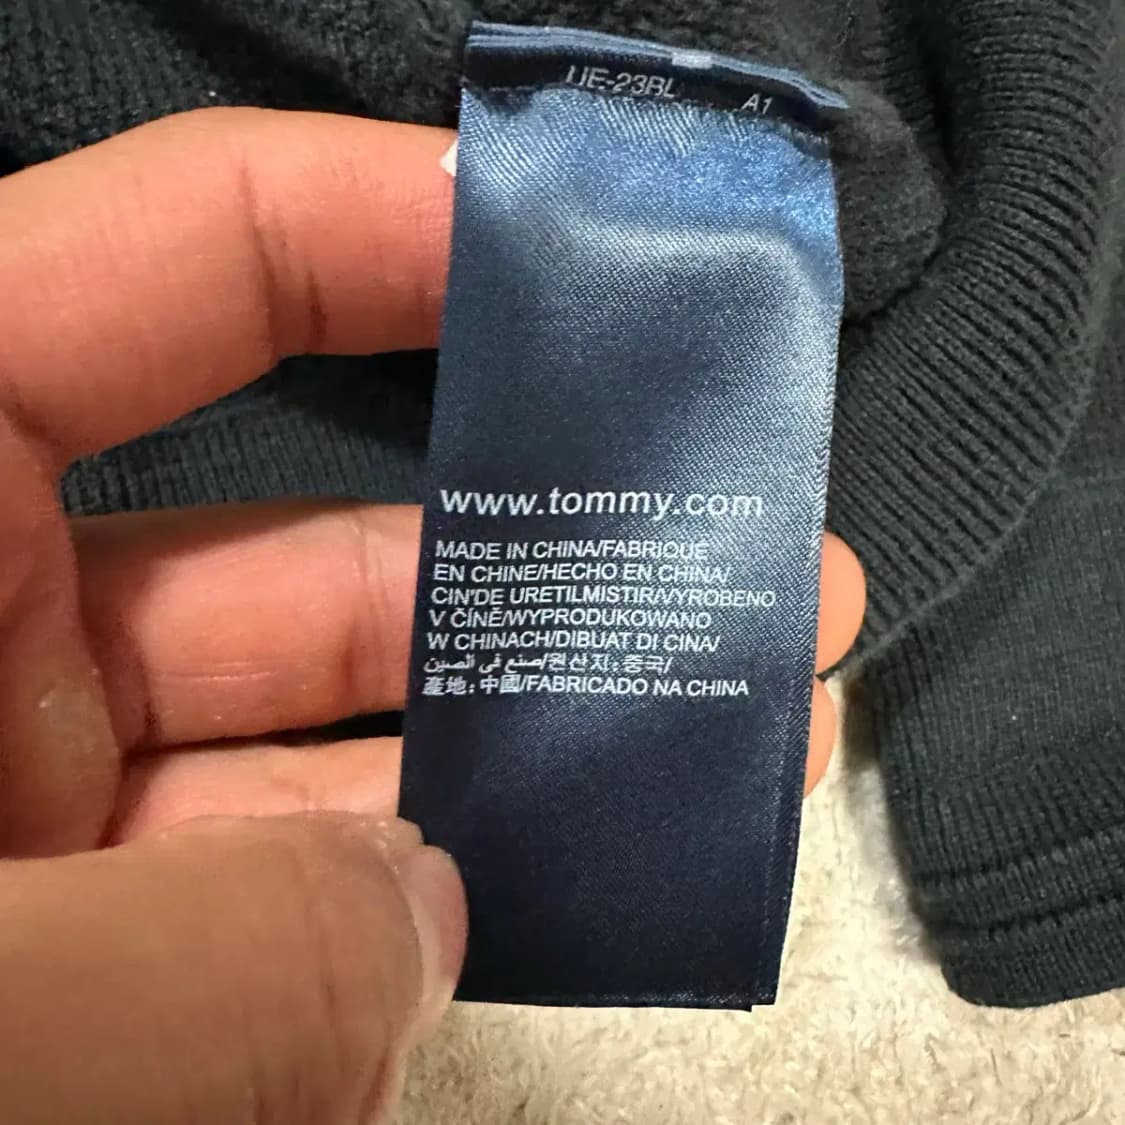 A1
www.tommy.com
MADE IN CHINA/FABRIQUÉ
EN CHINE/HECHO EN CHINA/
CIN'DE URETILMISTIR/VYROBENO
V ČÍNĚ/WYPRODUKOWANO
W CHINACH/DIBUAT DI CINA/
صنع في الصين/원산지: 중국/
產地: 中國/FABRICADO NA CHINA